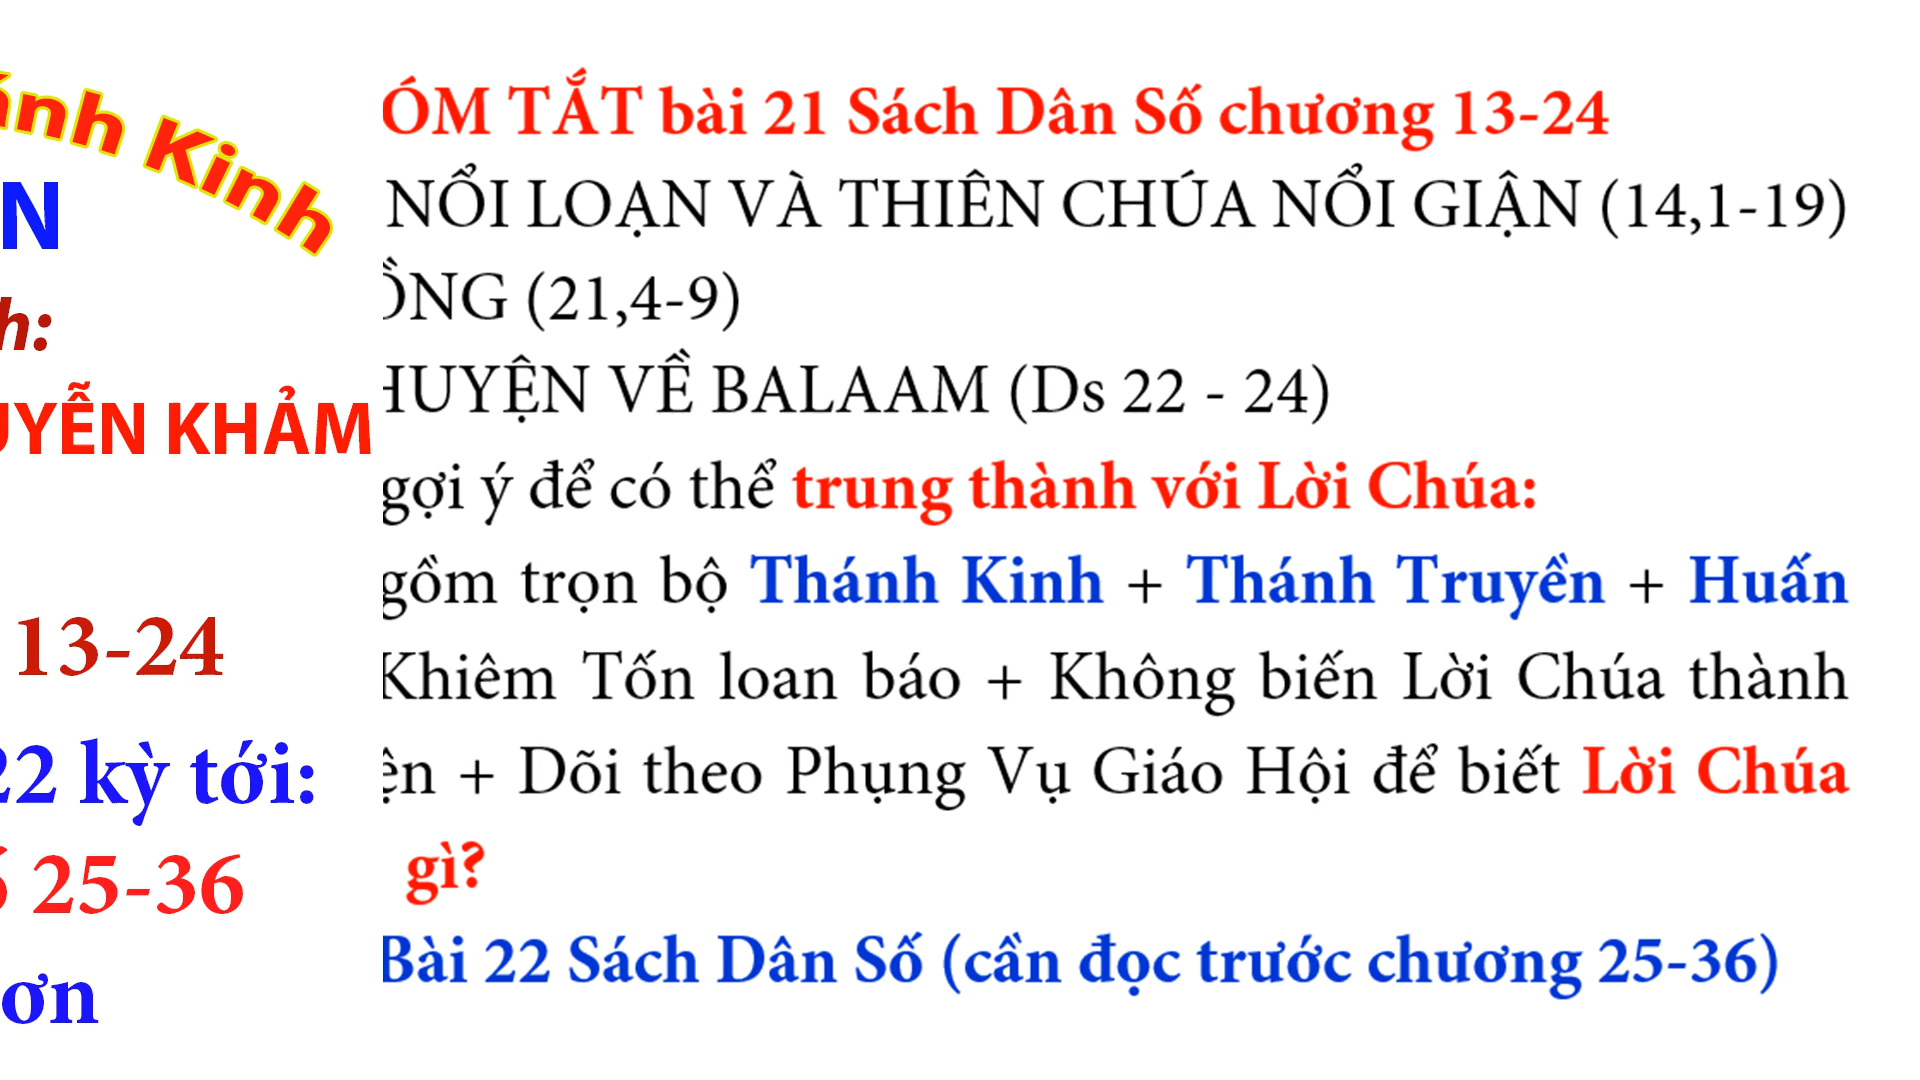 ánh Kinh
N
h:
UYỄN KHẢM
13-24
22 kỳ tới:
25-36
ơn
ÓM TẮT bài 21 Sách Dân Số chương 13-24
NỔI LOẠN VÀ THIÊN CHÚA NỔI GIẬN (14,1-19)
ỒNG (21,4-9)
HUYỆN VỀ BALAAM (Ds 22 - 24)
gợi ý để có thể trung thành với Lời Chúa:
gồm trọn bộ Thánh Kinh + Thánh Truyền + Huấn
Khiêm Tốn loan báo + Không biến Lời Chúa thành
ện + Dõi theo Phụng Vụ Giáo Hội để biết Lời Chúa
gì?
Bài 22 Sách Dân Số (cần đọc trước chương 25-36)